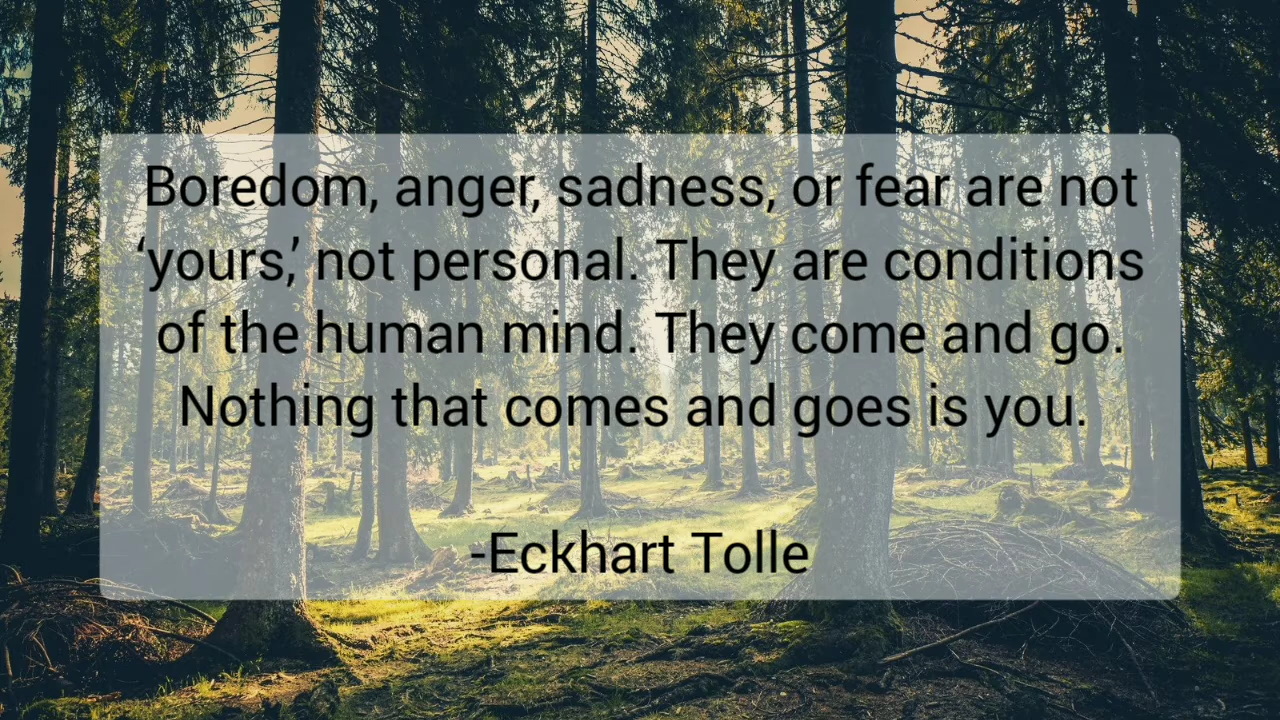 Boredom, anger, sadness, or fear are not
‘yours,’ not personal. They are conditions
of the human mind. They come and go.
Nothing that comes and goes is you.
-Eckhart Tolle